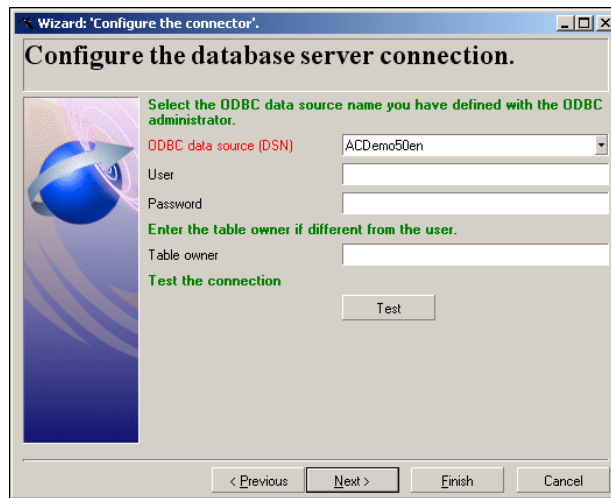 Wizard: 'Configure the connector'.
Configure the database server connection.
Select the ODBC data source name you have defined with the ODBC
administrator.
ODBC data source (DSN) ACDemo50en
User
Password
Enter the table owner if different from the user.
Table owner
Test the connection
Test
< Previous Next > Finish Cancel